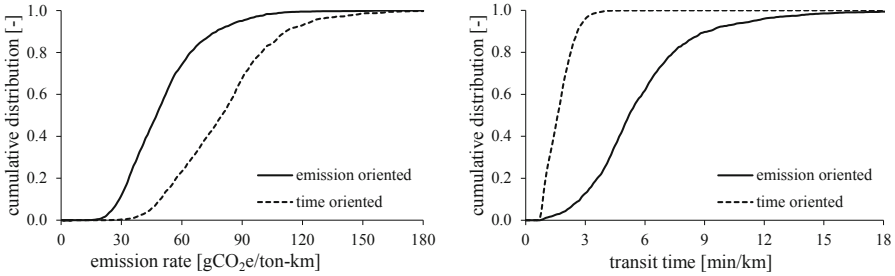 cumulative distribution [-]
1.0
0.8
0.6
0.4
0.2
0.0
emission oriented
time oriented
0 30 60 90 120 150 180
emission rate [gCO₂e/ton-km]
cumulative distribution [-]
1.0
0.8
0.6
0.4
0.2
0.0
emission oriented
time oriented
0 3 6 9 12 15 18
transit time [min/km]